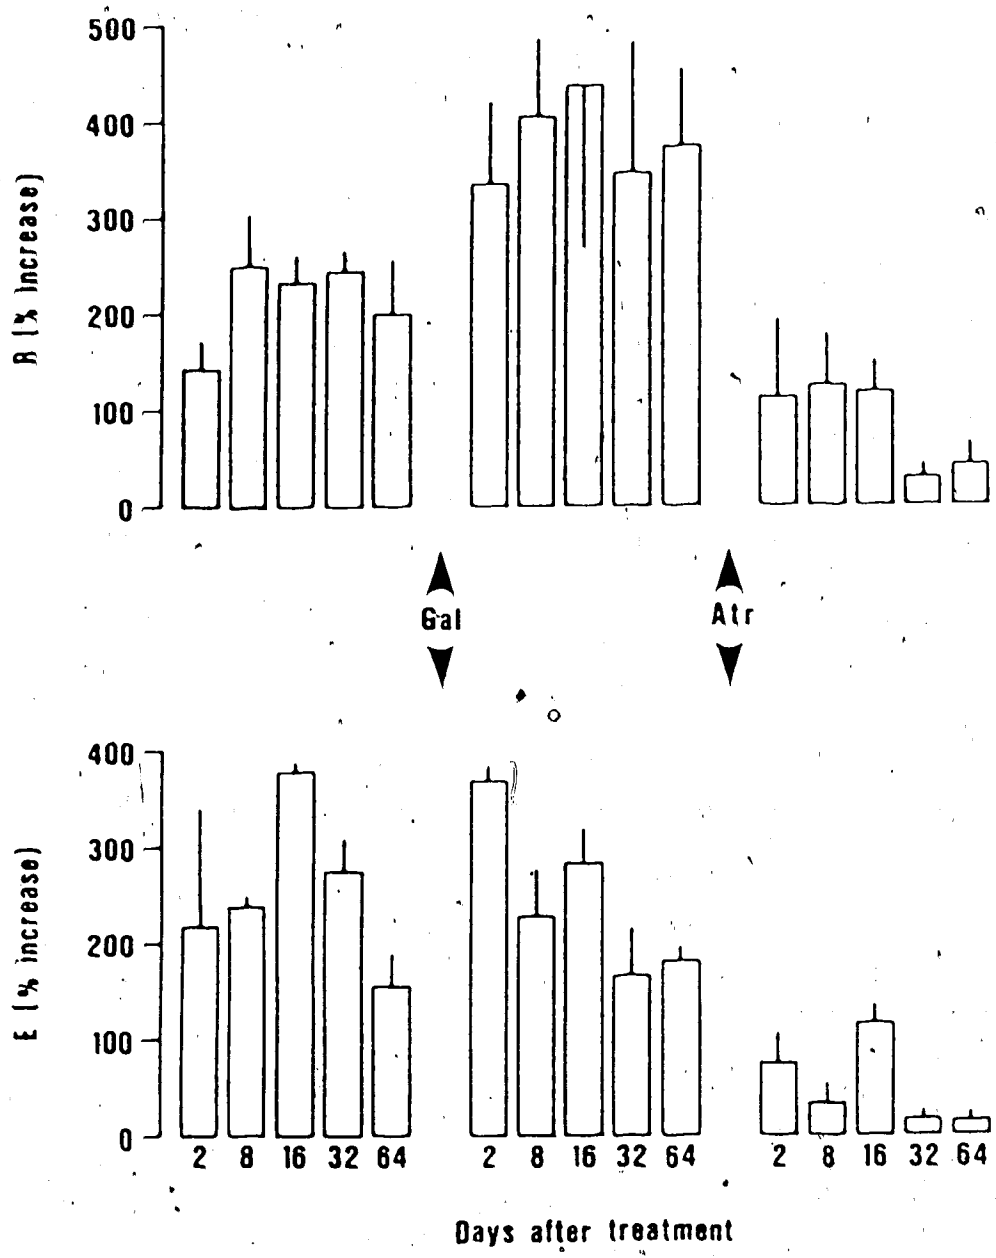 500
400
300
200
100
0
R (% increase)
Gal
Atr
400
300
200
100
0
E (% increase)
2 8 16 32 64 2 8 16 32 64 2 8 16 32 64
Days after treatment